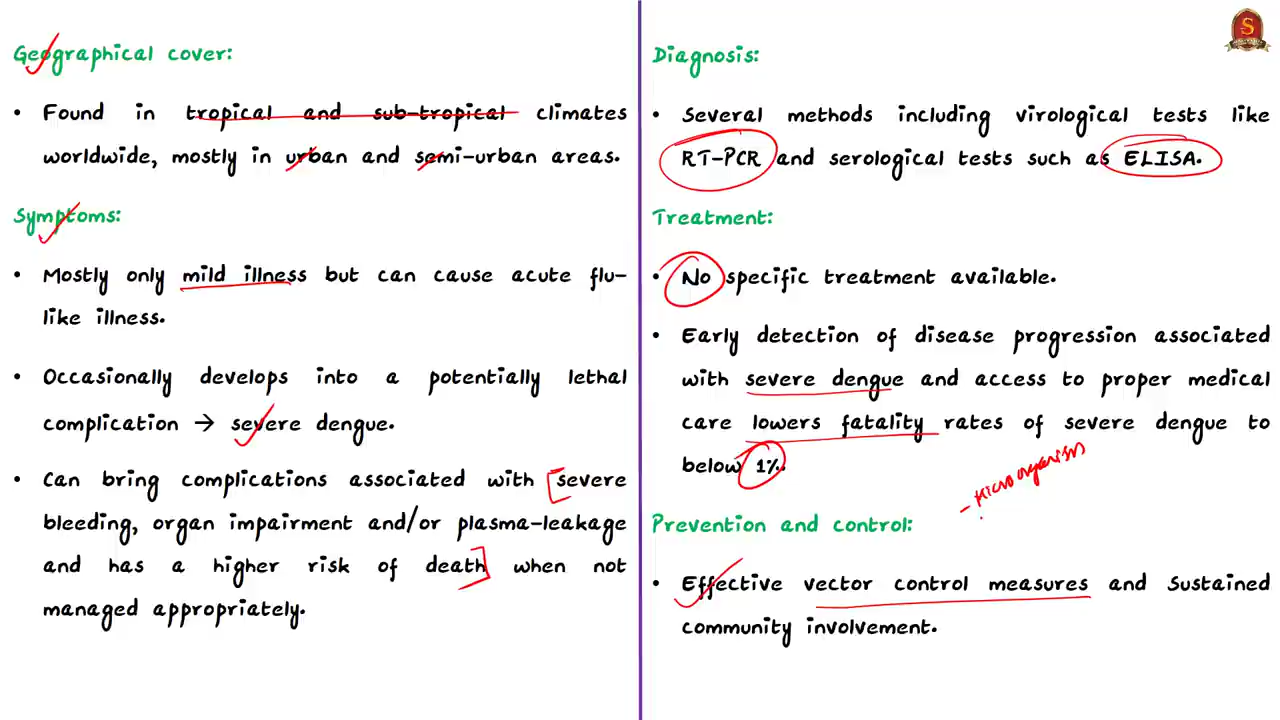 Geographical cover:
• Found in tropical and sub-tropical climates
worldwide, mostly in urban and semi-urban areas.
Symptoms:
• Mostly only mild illness but can cause acute flu-
like illness.
• Occasionally develops into a potentially lethal
complication → severe dengue.
• Can bring complications associated with severe
bleeding, organ impairment and/or plasma-leakage
and has a higher risk of death when not
managed appropriately.
S
Diagnosis:
• Several methods including virological tests like
RT-PCR and serological tests such as ELISA.
Treatment:
• No specific treatment available.
• Early detection of disease progression associated
with severe dengue and access to proper medical
care lowers fatality rates of severe dengue to
below 1%.
- Microorganism
Prevention and control:
• Effective vector control measures and Sustained
community involvement.